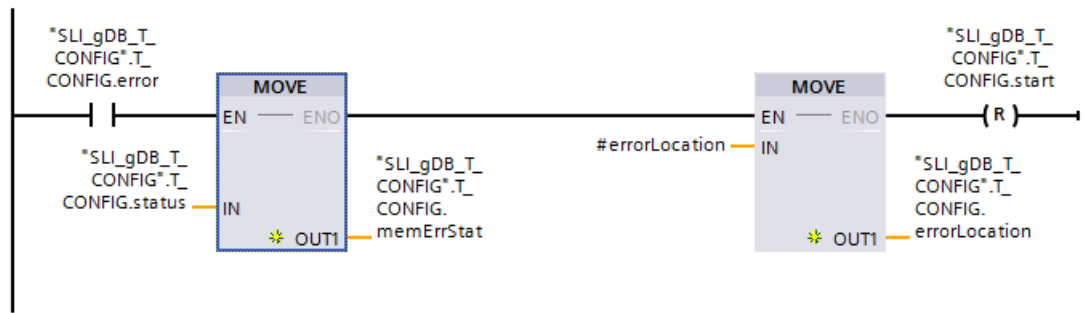 "SLI_gDB_T_
CONFIG".T_
CONFIG.error
"SLI_gDB_T_
CONFIG".T_
CONFIG.start
MOVE
MOVE
EN
ENO
EN
ENO
R
#errorLocation
IN
"SLI_gDB_T_
CONFIG".T_
CONFIG.status
IN
"SLI_gDB_T_
CONFIG".T_
CONFIG.
memErrStat
OUT1
"SLI_gDB_T_
CONFIG".T_
CONFIG.
errorLocation
OUT1